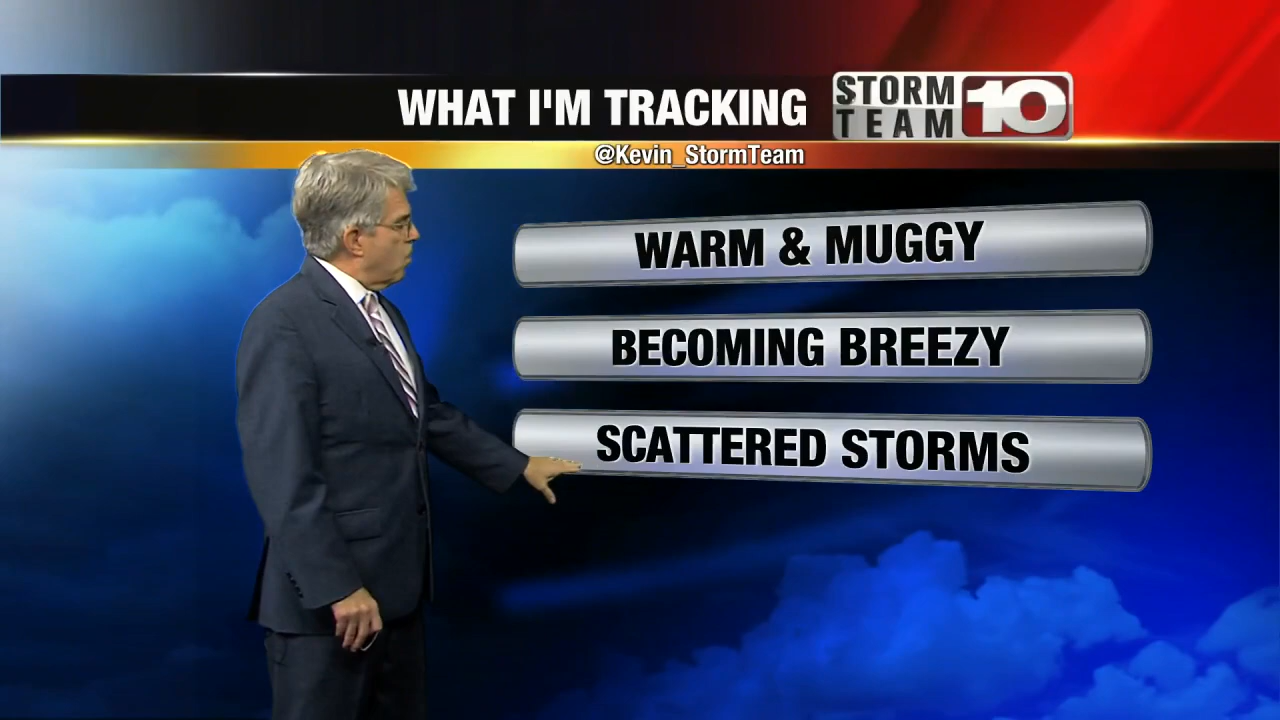 WHAT I'M TRACKING
STORM
TEAM
10
@Kevin_StormTeam
WARM & MUGGY
BECOMING BREEZY
SCATTERED STORMS